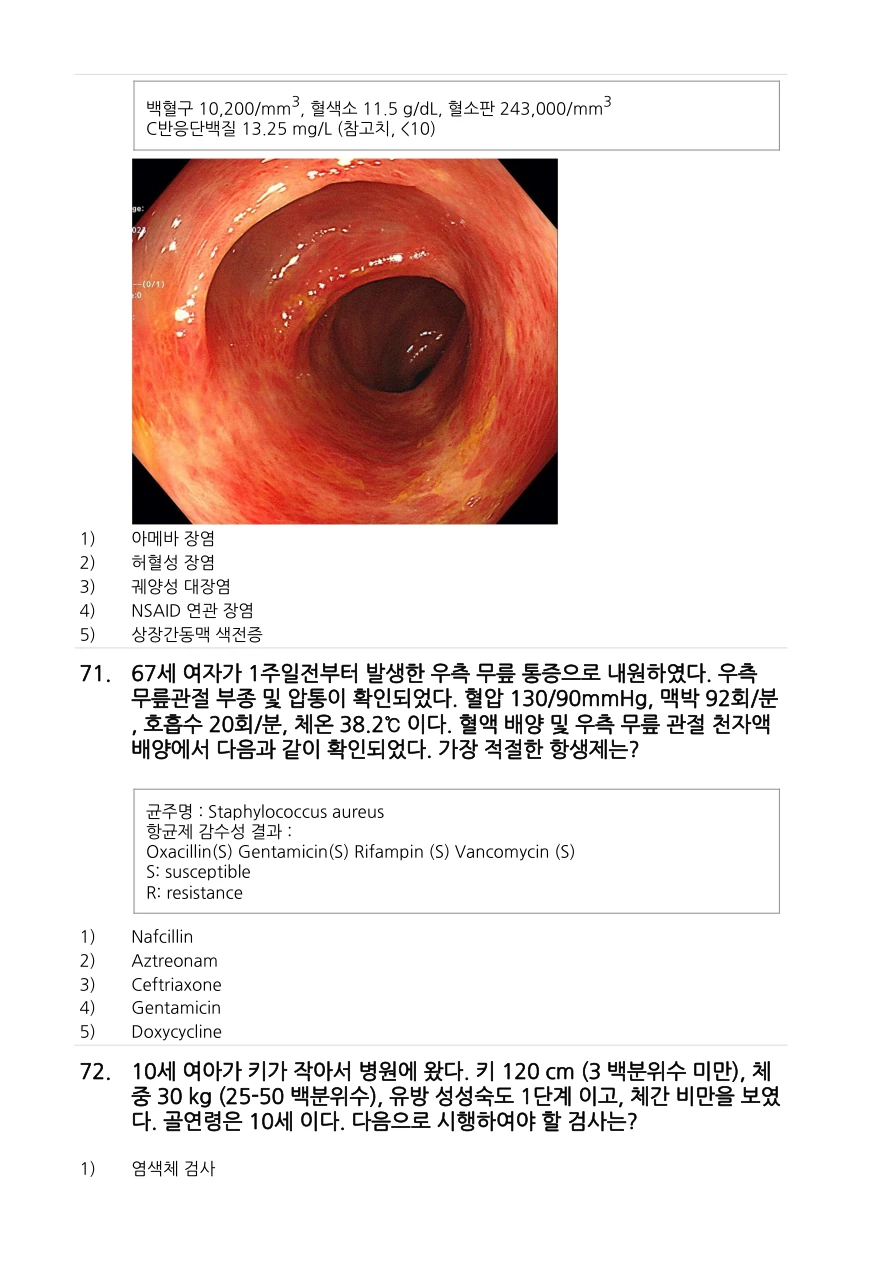 백혈구 10,200/mm3, 혈색소 11.5 g/dL, 혈소판 243,000/mm3
C반응단백질 13.25 mg/L (참고치, <10)
ge:
023
--(0/1)
:0
1) 아메바 장염
2) 허혈성 장염
3) 궤양성 대장염
4) NSAID 연관 장염
5) 상장간동맥 색전증
71. 67세 여자가 1주일전부터 발생한 우측 무릎 통증으로 내원하였다. 우측
무릎관절 부종 및 압통이 확인되었다. 혈압 130/90mmHg, 맥박 92회/분
, 호흡수 20회/분, 체온 38.2℃ 이다. 혈액 배양 및 우측 무릎 관절 천자액
배양에서 다음과 같이 확인되었다. 가장 적절한 항생제는?
균주명 : Staphylococcus aureus
항균제 감수성 결과 :
Oxacillin(S) Gentamicin(S) Rifampin (S) Vancomycin (S)
S: susceptible
R: resistance
1) Nafcillin
2) Aztreonam
3) Ceftriaxone
4) Gentamicin
5) Doxycycline
72. 10세 여아가 키가 작아서 병원에 왔다. 키 120 cm (3 백분위수 미만), 체
중 30 kg (25-50 백분위수), 유방 성성숙도 1단계 이고, 체간 비만을 보였
다. 골연령은 10세 이다. 다음으로 시행하여야 할 검사는?
1) 염색체 검사